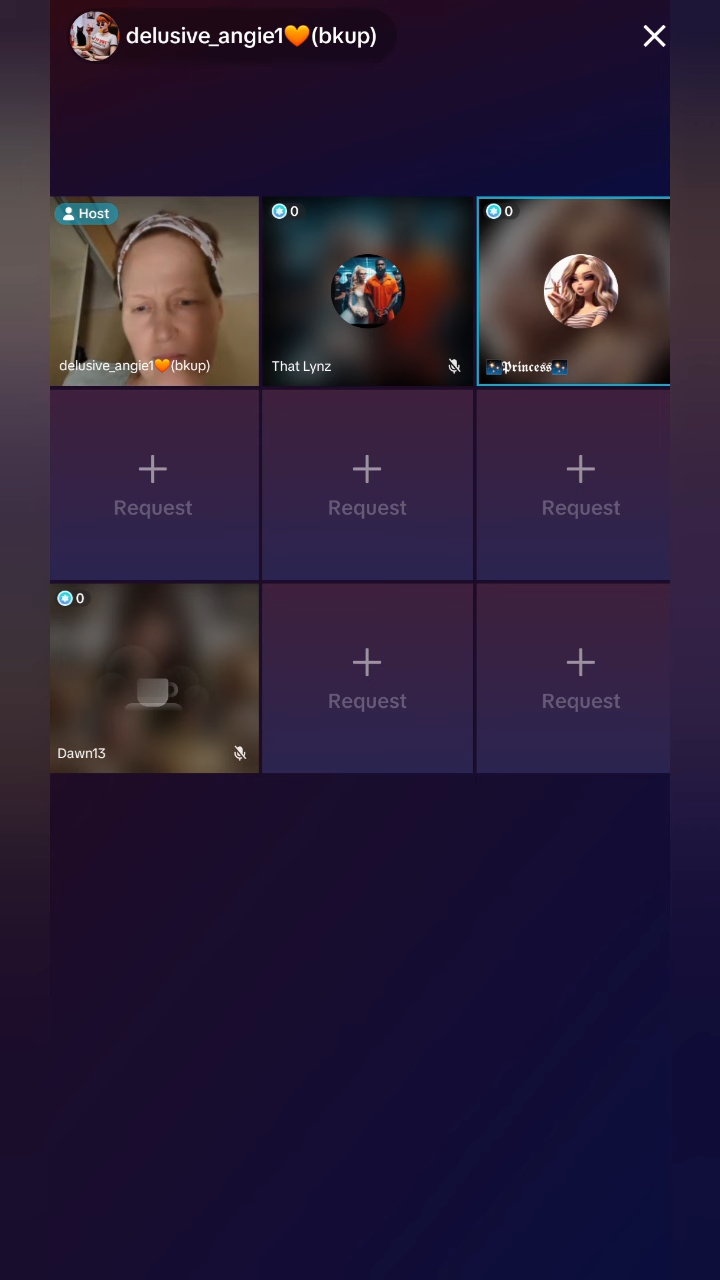 delusive_angie1🧡(bkup)
Host
0
0
delusive_angie1🧡(bkup)
That Lynz
🎇𝕻𝖗𝖎𝖓𝖈𝖊𝖘𝖘🎇
Request
Request
Request
0
Request
Request
Dawn13